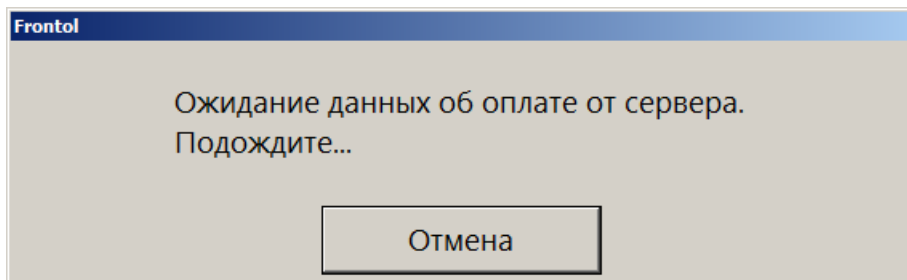 Frontol
Ожидание данных об оплате от сервера.
Подождите...
Отмена